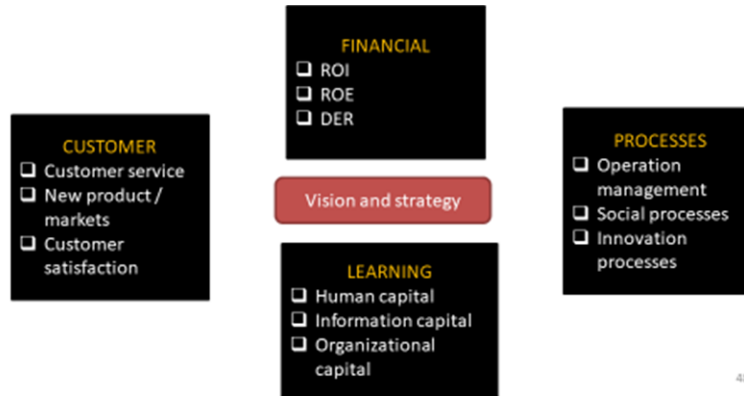 FINANCIAL
❑ ROI
❑ ROE
❑ DER
CUSTOMER
❑ Customer service
❑ New product /
markets
❑ Customer
satisfaction
Vision and strategy
PROCESSES
❑ Operation
management
❑ Social processes
❑ Innovation
processes
LEARNING
❑ Human capital
❑ Information capital
❑ Organizational
capital